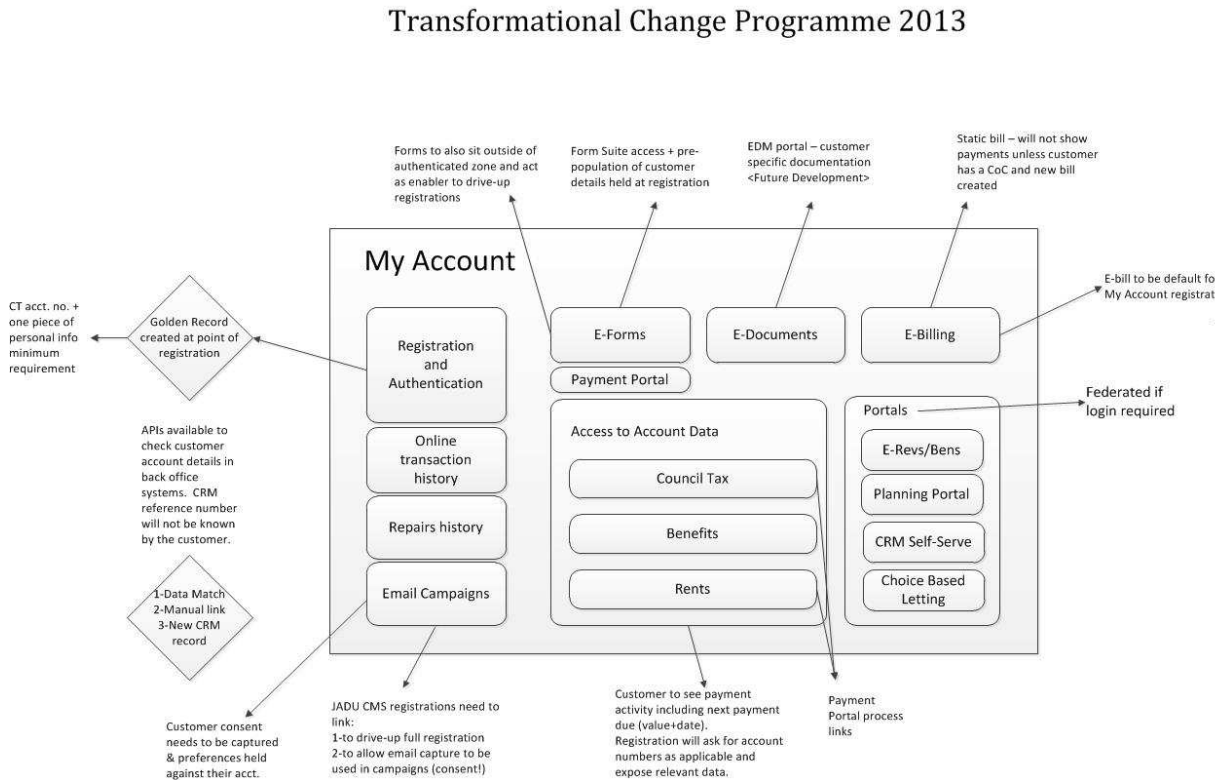 Transformational Change Programme 2013
Forms to also sit outside of
authenticated zone and act
as enabler to drive-up
registrations
Form Suite access + pre-
population of customer
details held at registration
EDM portal – customer
specific documentation
<Future Development>
Static bill – will not show
payments unless customer
has a CoC and new bill
created
My Account
E-bill to be default fo
My Account registrat
CT acct. no. +
one piece of
personal info
minimum
requirement
Golden Record
created at point of
registration
Registration
and
Authentication
E-Forms
E-Documents
E-Billing
Payment Portal
Federated if
login required
Portals
Access to Account Data
APIs available to
check customer
account details in
back office
systems. CRM
reference number
will not be known
by the customer.
Online
transaction
history
Council Tax
E-Revs/Bens
Planning Portal
Repairs history
Benefits
CRM Self-Serve
Email Campaigns
Rents
Choice Based
Letting
1-Data Match
2-Manual link
3-New CRM
record
Customer consent
needs to be captured
& preferences held
against their acct.
JADU CMS registrations need to
link:
1-to drive-up full registration
2-to allow email capture to be
used in campaigns (consent!)
Customer to see payment
activity including next payment
due (value+date).
Registration will ask for account
numbers as applicable and
expose relevant data.
Payment
Portal process
links